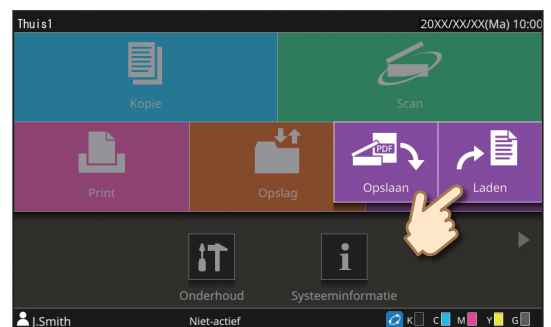 Thuis1 20XX/XX/XX(Ma) 10:00
Kopie Scan
PDF
Print Opslag Opslaan Laden
Onderhoud Systeeminformatie
J.Smith Niet-actief K C M Y G